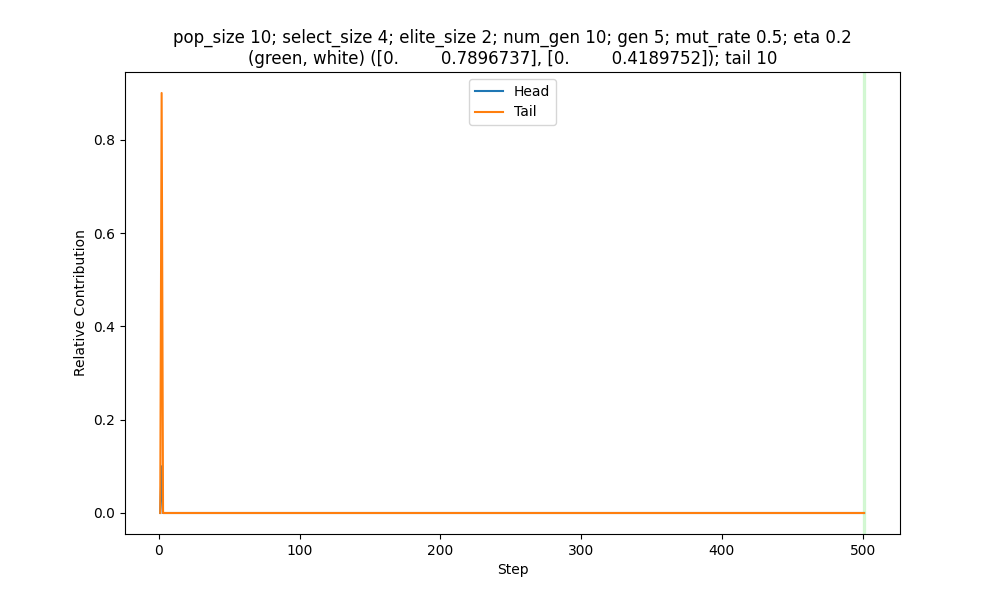 pop_size 10; select_size 4; elite_size 2; num_gen 10; gen 5; mut_rate 0.5; eta 0.2
(green, white) ([0. 0.7896737], [0. 0.4189752]); tail 10
Head
Tail
0.8
0.6
0.4
0.2
0.0
Relative Contribution
0 100 200 300 400 500
Step